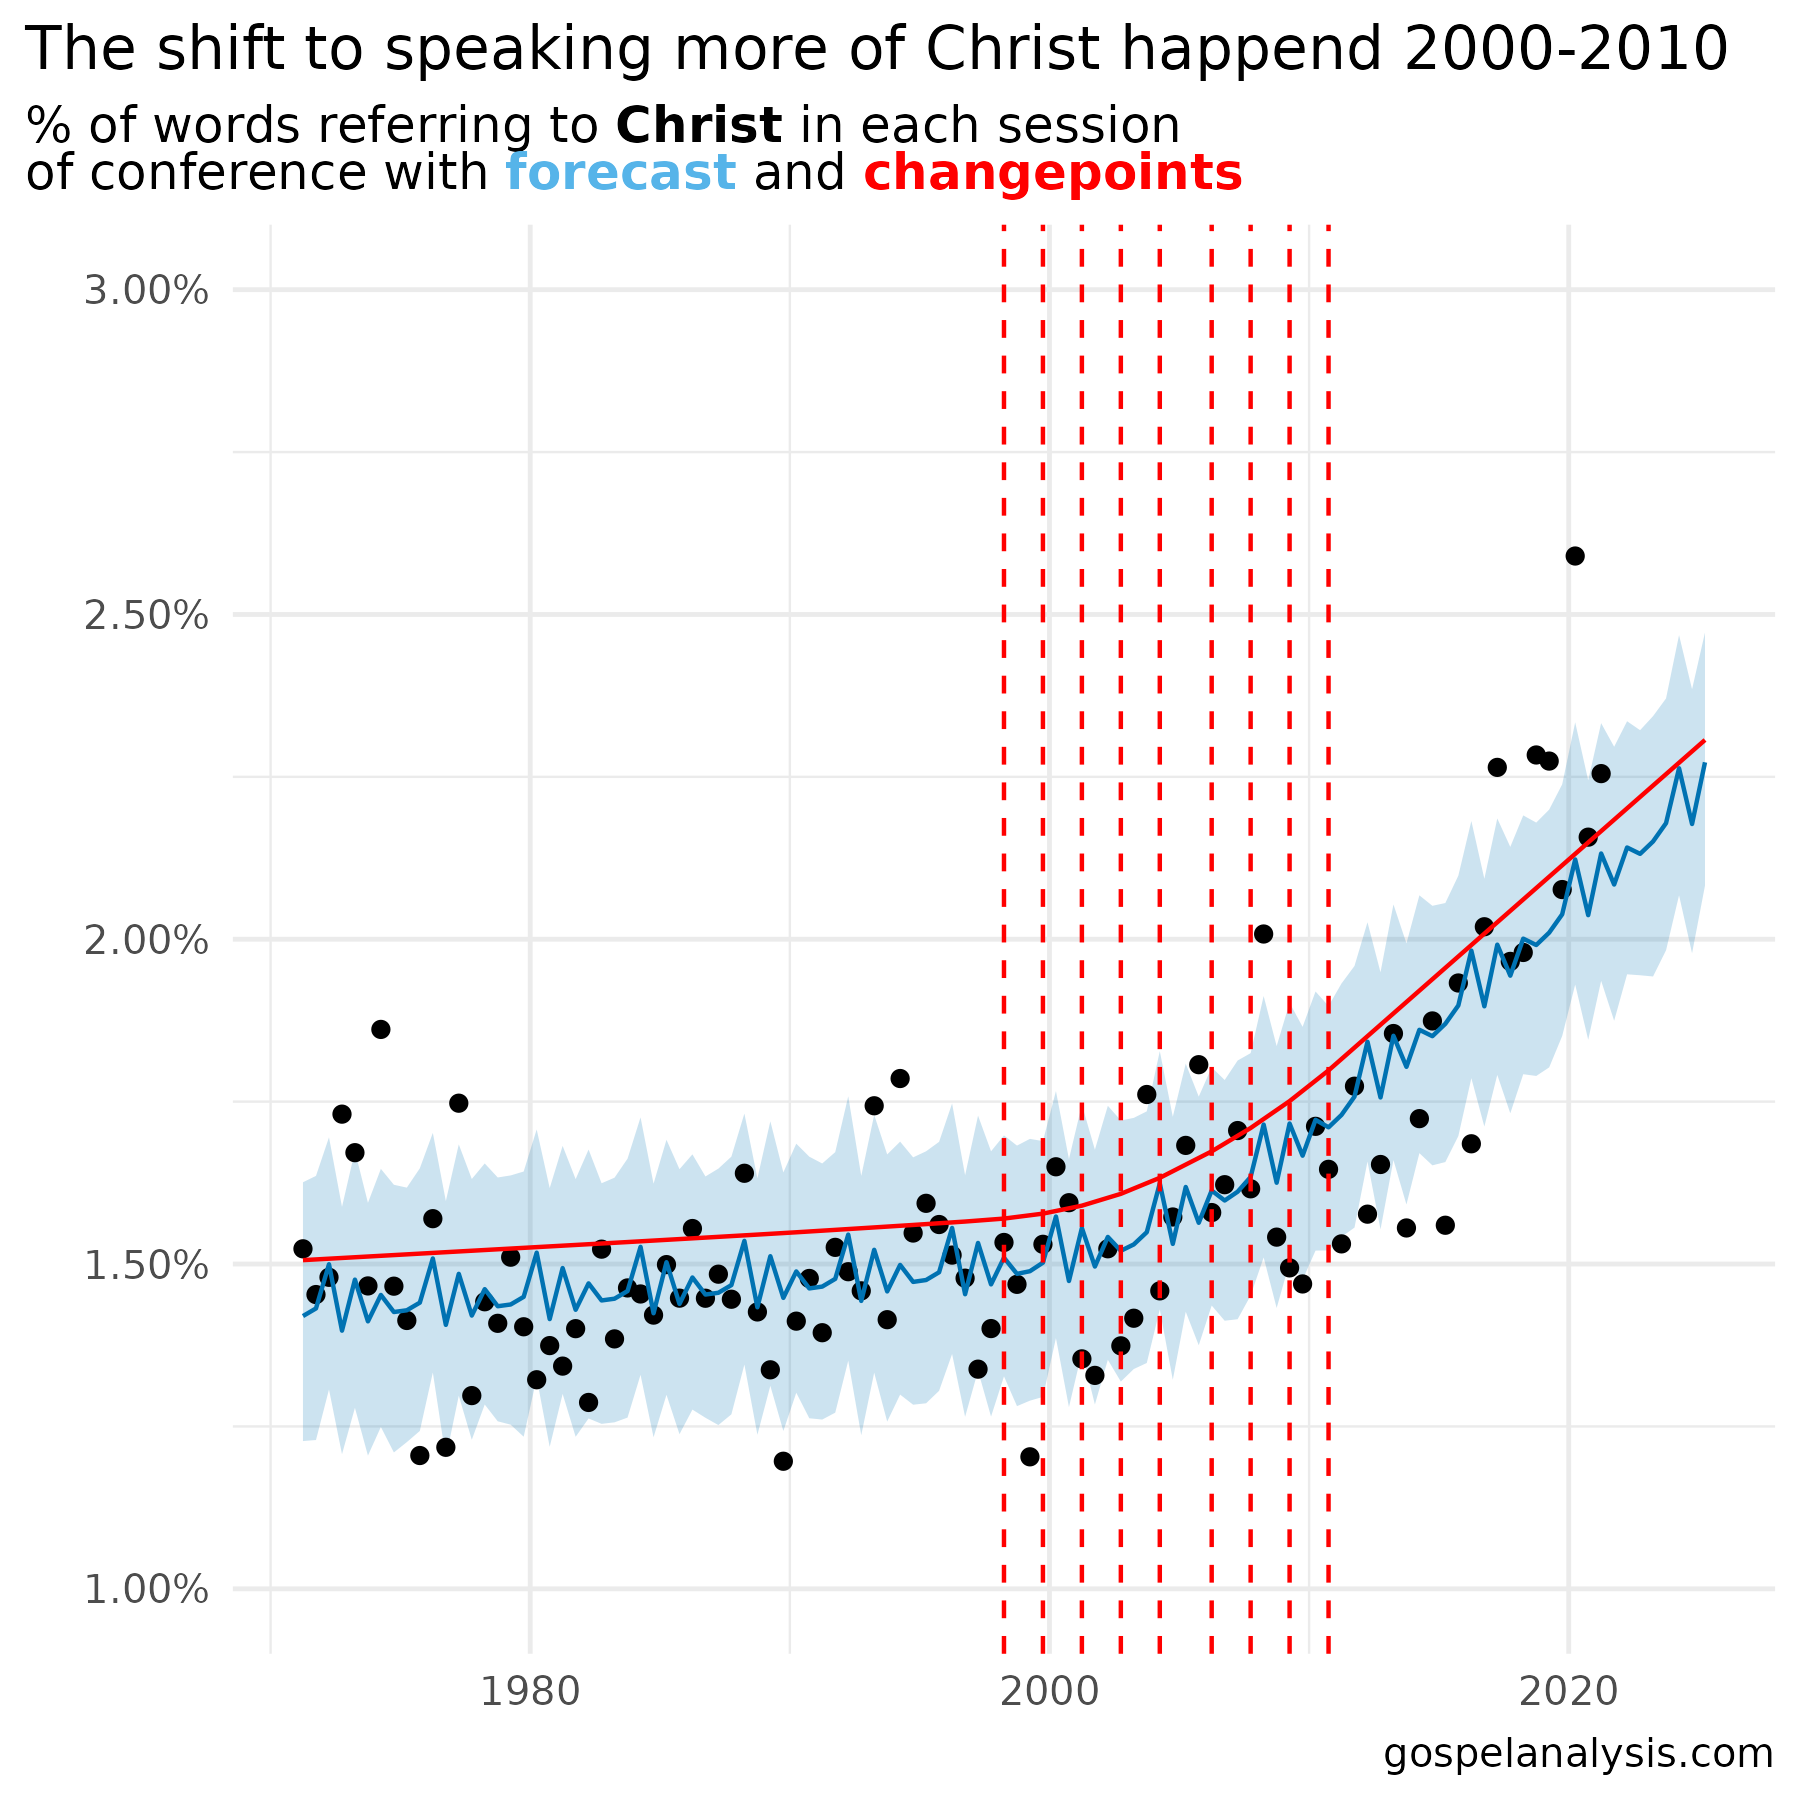 The shift to speaking more of Christ happend 2000-2010
% of words referring to Christ in each session
of conference with forecast and changepoints
3.00%
2.50%
2.00%
1.50%
1.00%
1980 2000 2020
gospelanalysis.com